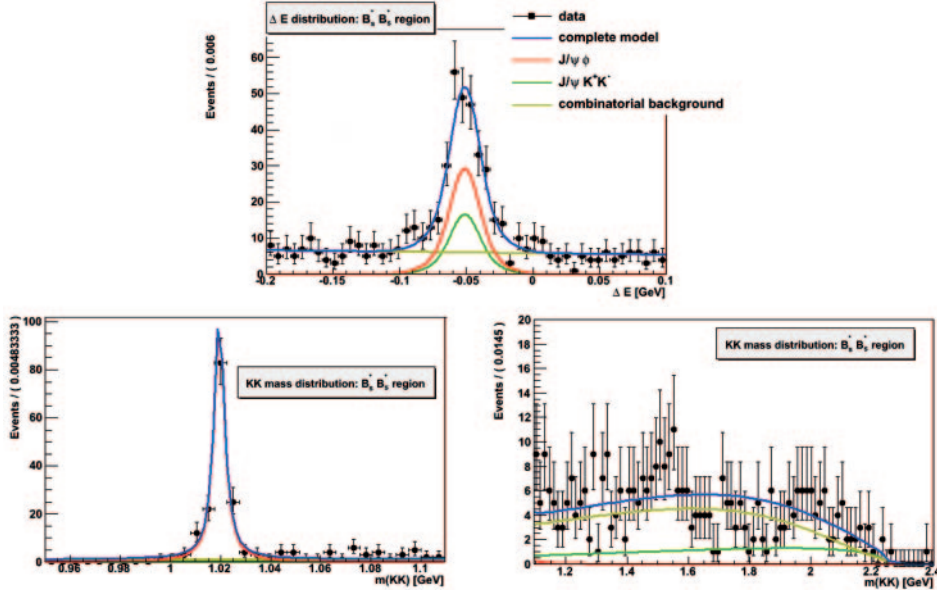 Δ E distribution: B*s B*s region
data
complete model
J/ψ ϕ
J/ψ K+K-
combinatorial background
Events / ( 0.006
60
50
40
30
20
10
0
-0.2 -0.15 -0.1 -0.05 0 0.05 0.1
Δ E [GeV]
Events / ( 0.00483333 )
100
80
60
40
20
0
KK mass distribution: B*s B*s region
0.96 0.98 1.00 1.02 1.04 1.06 1.08 1.10
m(KK) [GeV]
Events / ( 0.0145 )
20
18
16
14
12
10
8
6
4
2
0
KK mass distribution: B*s B*s region
1.2 1.4 1.6 1.8 2 2.2 2.4
m(KK) [GeV]